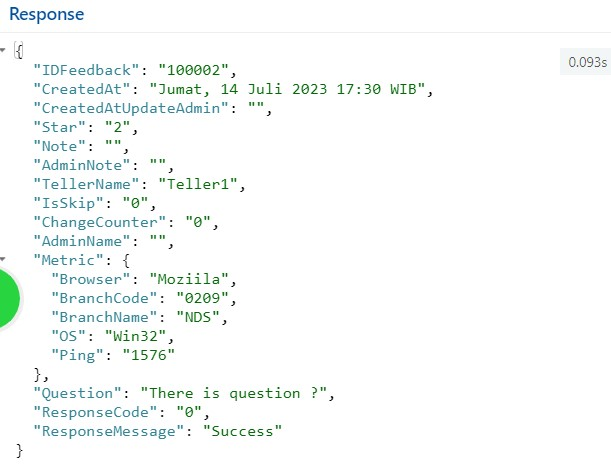 Response
{
0.093s
"IDFeedback": "100002",
"CreatedAt": "Jumat, 14 Juli 2023 17:30 WIB",
"CreatedAtUpdateAdmin": "",
"Star": "2",
"Note": "",
"AdminNote": "",
"TellerName": "Teller1",
"IsSkip": "0",
"ChangeCounter": "0",
"AdminName": "",
"Metric": {
"Browser": "Moziila",
"BranchCode": "0209",
"BranchName": "NDS",
"OS": "Win32",
"Ping": "1576"
},
"Question": "There is question ?",
"ResponseCode": "0",
"ResponseMessage": "Success"
}